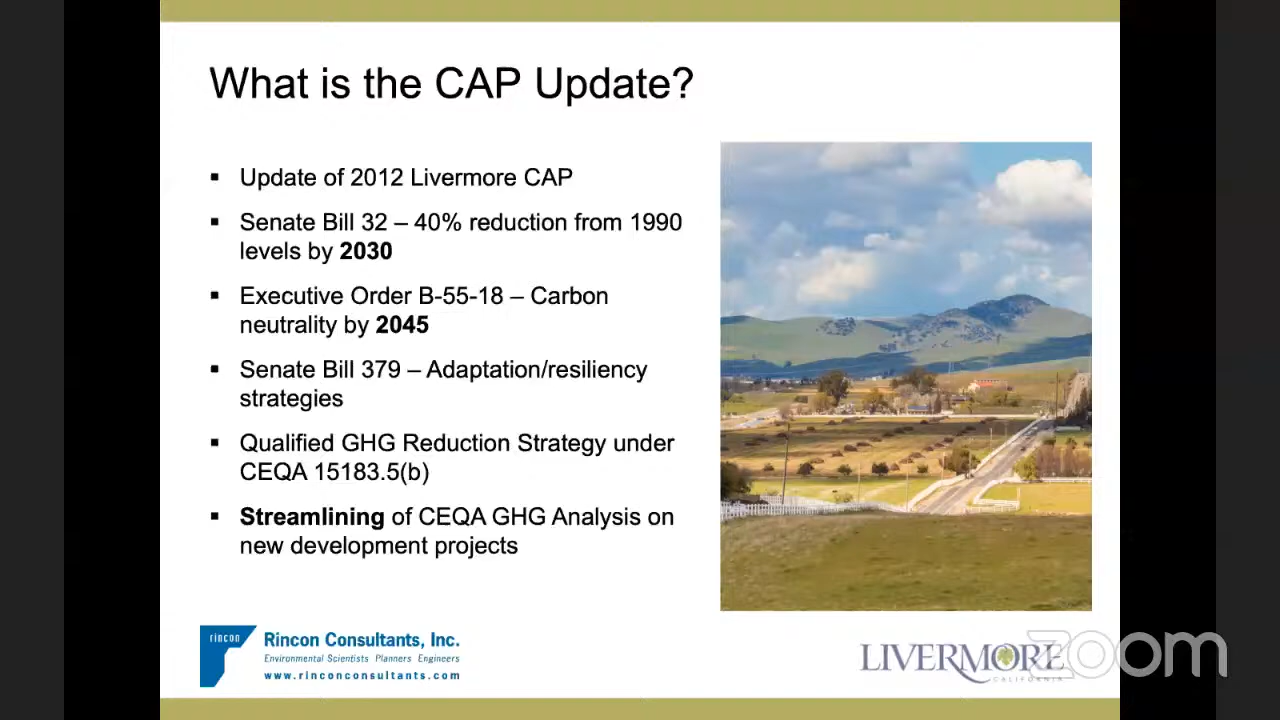 What is the CAP Update?
▪ Update of 2012 Livermore CAP
▪ Senate Bill 32 – 40% reduction from 1990
levels by 2030
▪ Executive Order B-55-18 – Carbon
neutrality by 2045
▪ Senate Bill 379 – Adaptation/resiliency
strategies
▪ Qualified GHG Reduction Strategy under
CEQA 15183.5(b)
▪ Streamlining of CEQA GHG Analysis on
new development projects
rincon
Rincon Consultants, Inc.
Environmental Scientists Planners Engineers
www.rinconconsultants.com
LIVERMORE
CALIFORNIA
zoom